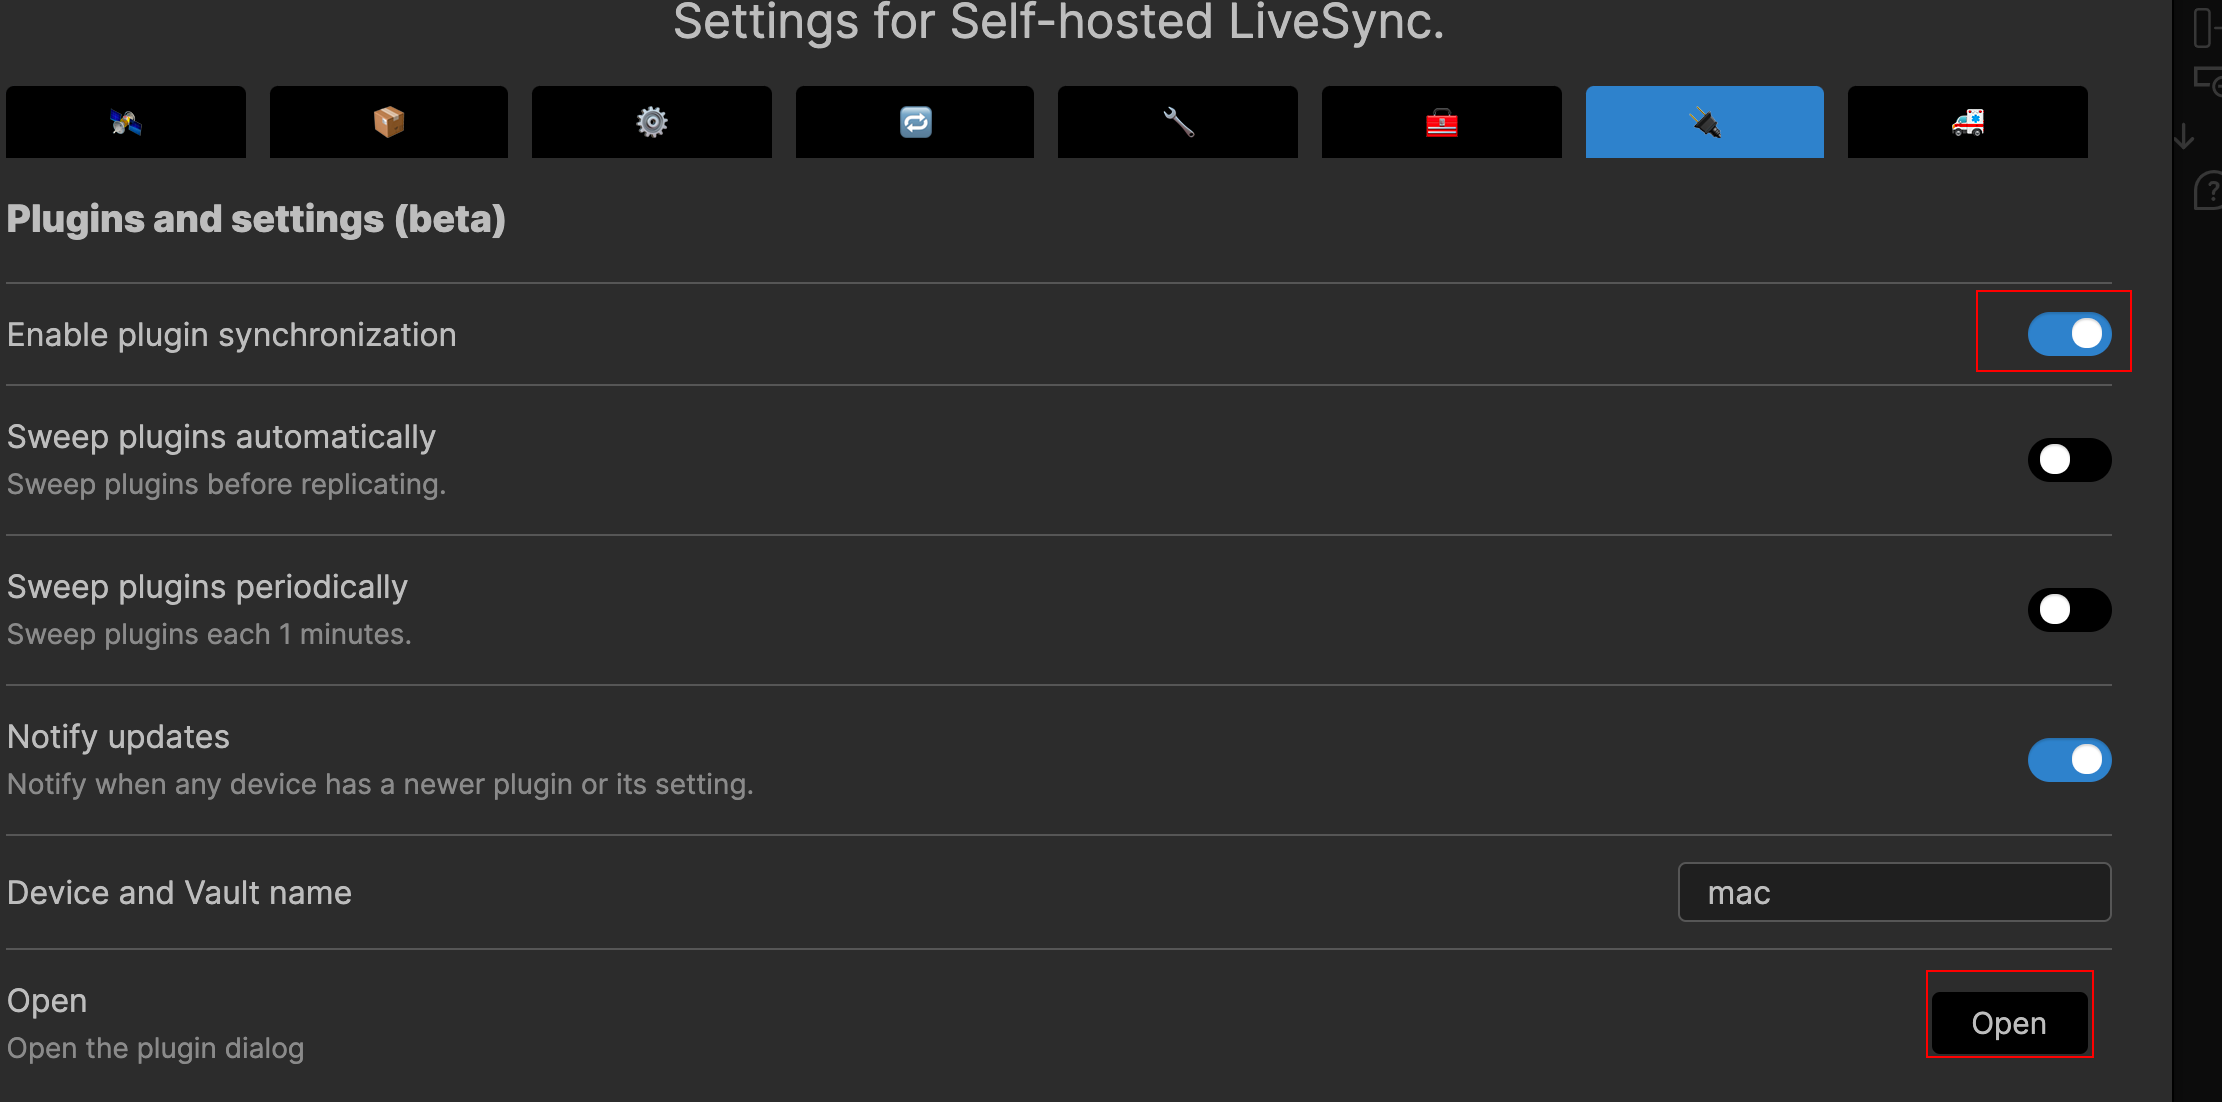 Settings for Self-hosted LiveSync.
Plugins and settings (beta)
Enable plugin synchronization
Sweep plugins automatically
Sweep plugins before replicating.
Sweep plugins periodically
Sweep plugins each 1 minutes.
Notify updates
Notify when any device has a newer plugin or its setting.
Device and Vault name
mac
Open
Open the plugin dialog
Open